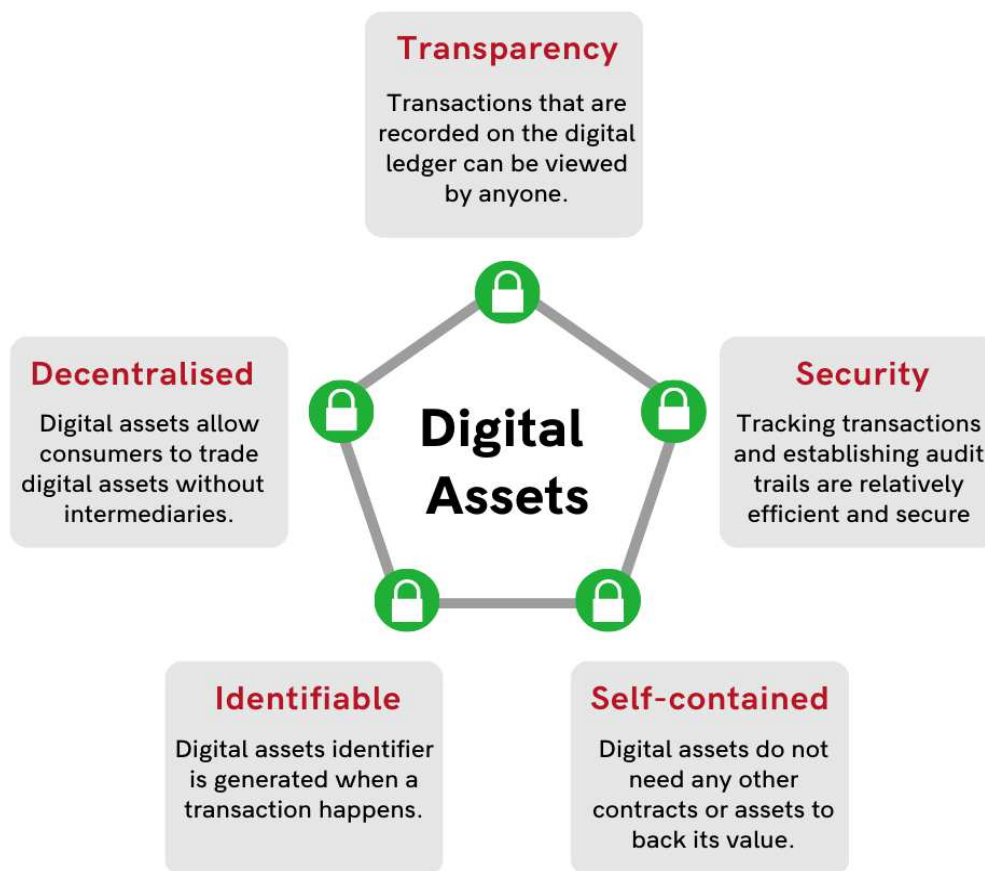 Transparency
Transactions that are
recorded on the digital
ledger can be viewed
by anyone.
Decentralised
Digital assets allow
consumers to trade
digital assets without
intermediaries.
Digital
Assets
Security
Tracking transactions
and establishing audit
trails are relatively
efficient and secure
Identifiable
Digital assets identifier
is generated when a
transaction happens.
Self-contained
Digital assets do not
need any other
contracts or assets to
back its value.